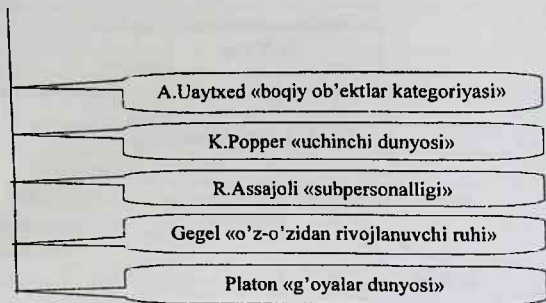 A.Uaytxed «boqiy ob'ektlar kategoriyasi»
K.Popper «uchinchi dunyosi»
R.Assajoli «subpersonalligi»
Gegel «o'z-o'zidan rivojlanuvchi ruhi»
Platon «g'oyalar dunyosi»